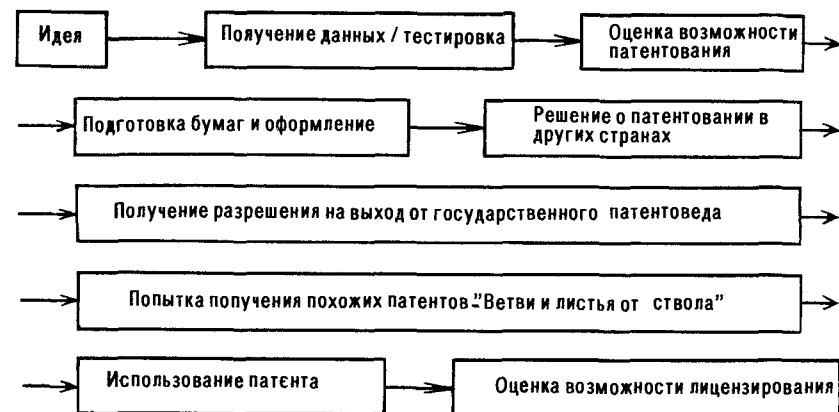 Идея
Получение данных / тестировка
Оценка возможности
патентования
Подготовка бумаг и оформление
Решение о патентовании в
других странах
Получение разрешения на выход от государственного патентоведа
Попытка попучения похожих патентов-"Ветви и листья от ствола"
Использование патента
Оценка возможности лицензирования